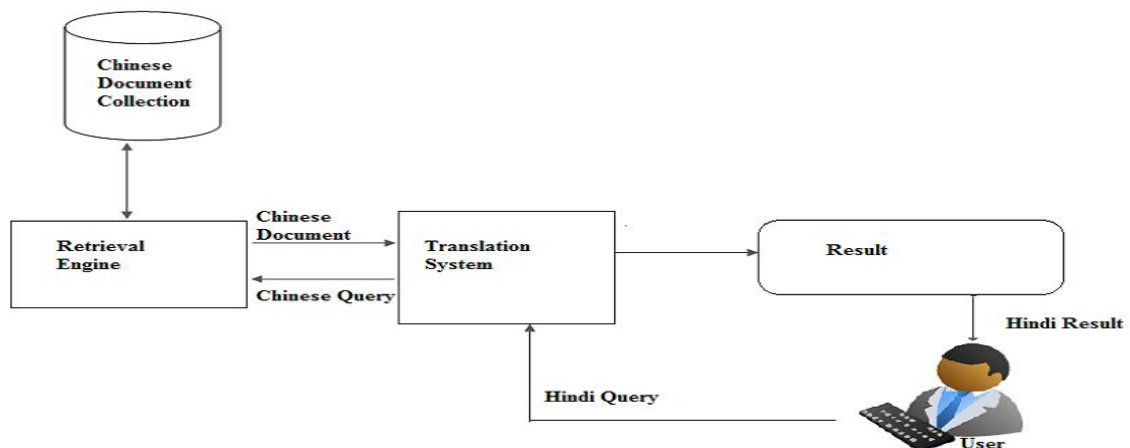 Chinese
Document
Collection
Retrieval
Engine
Chinese
Document
Chinese Query
Translation
System
Result
Hindi Result
Hindi Query
User